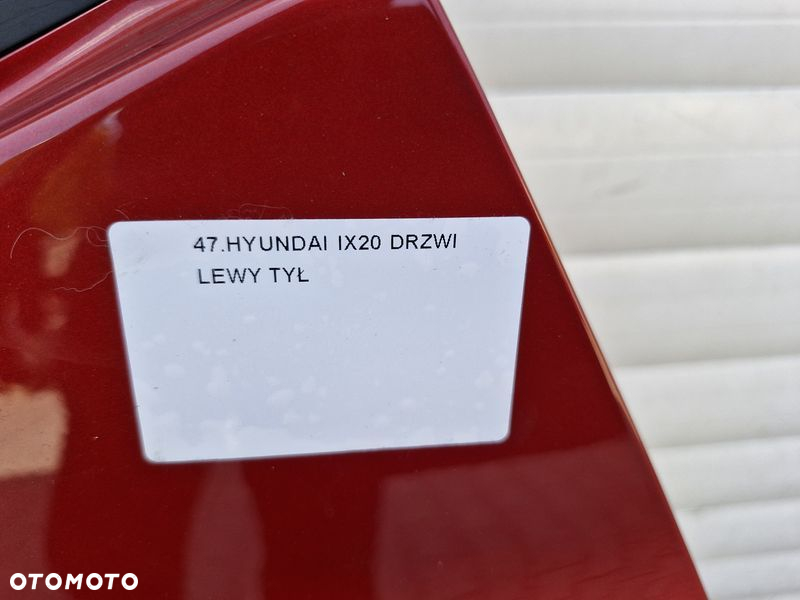 47.HYUNDAI IX20 DRZWI
LEWY TYŁ
OTOMOTO